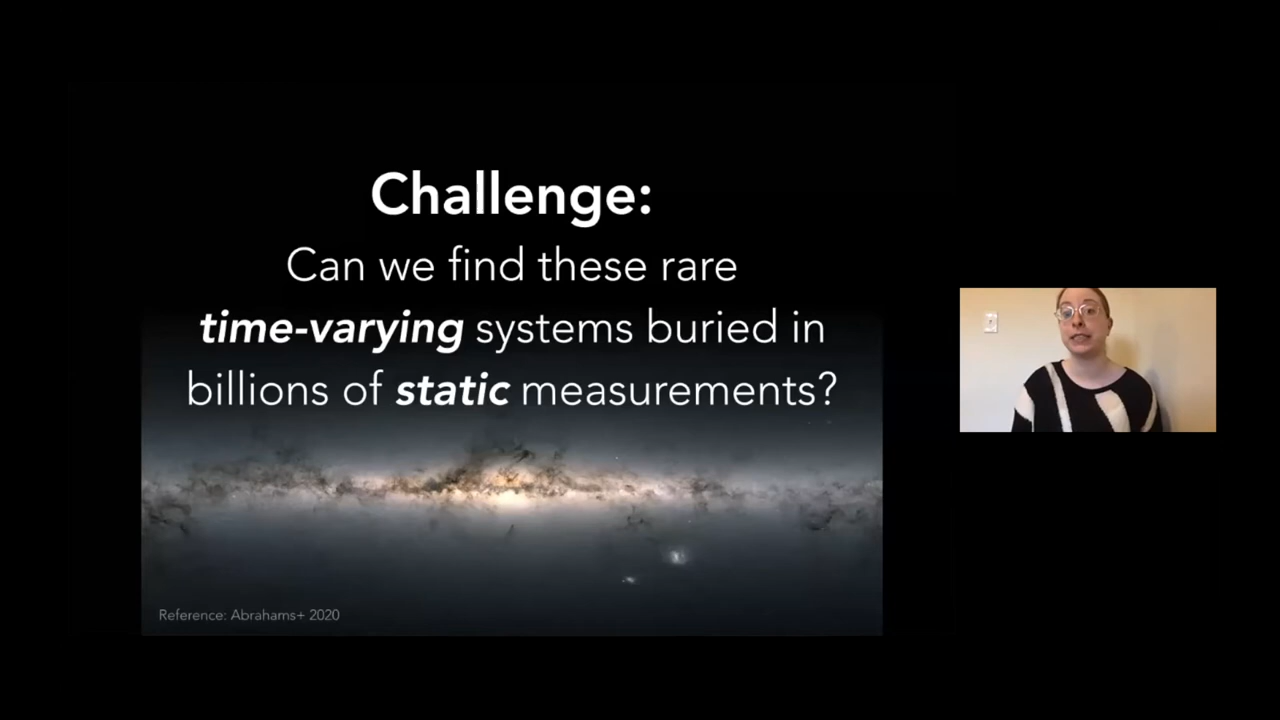 Challenge:
Can we find these rare
time-varying systems buried in
billions of static measurements?
Reference: Abrahams+ 2020